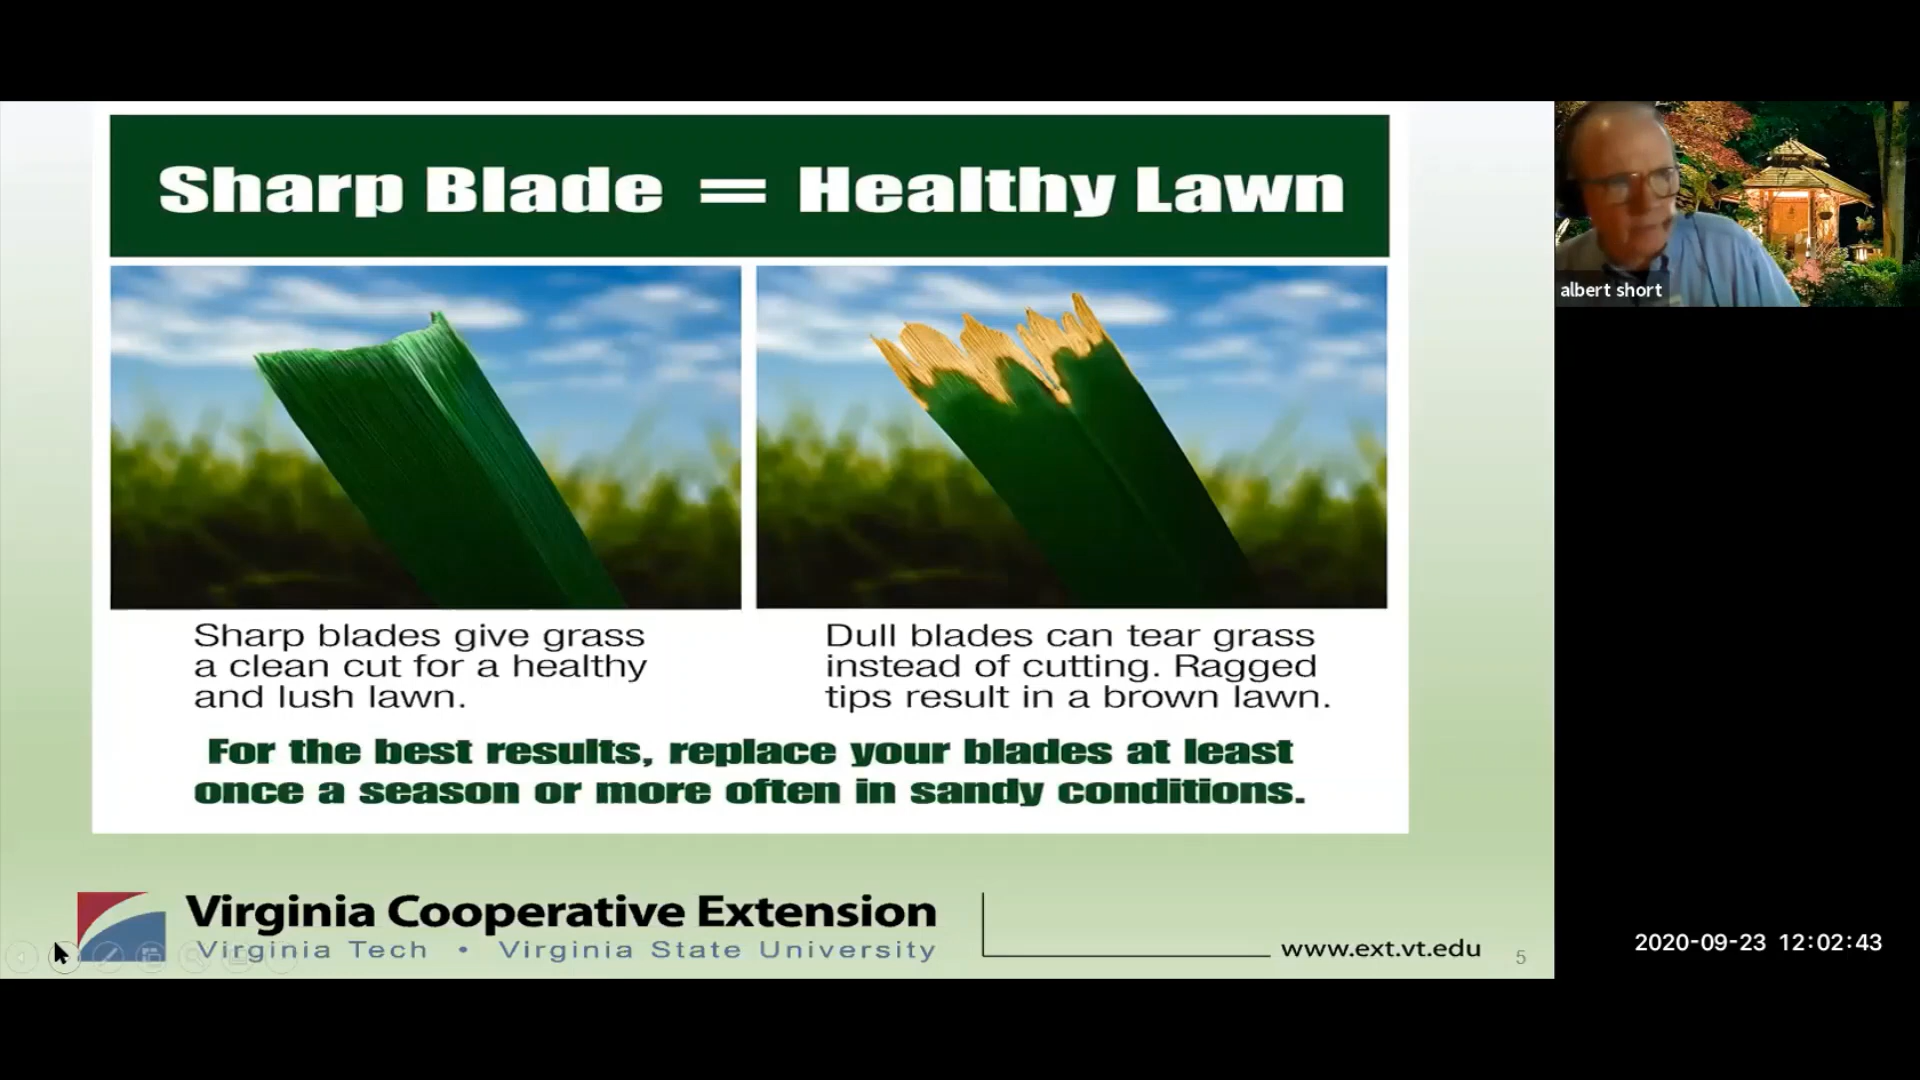 Sharp Blade = Healthy Lawn
Sharp blades give grass
a clean cut for a healthy
and lush lawn.
Dull blades can tear grass
instead of cutting. Ragged
tips result in a brown lawn.
For the best results, replace your blades at least
once a season or more often in sandy conditions.
Virginia Cooperative Extension
Virginia Tech • Virginia State University
www.ext.vt.edu
5
albert short
2020-09-23 12:02:43